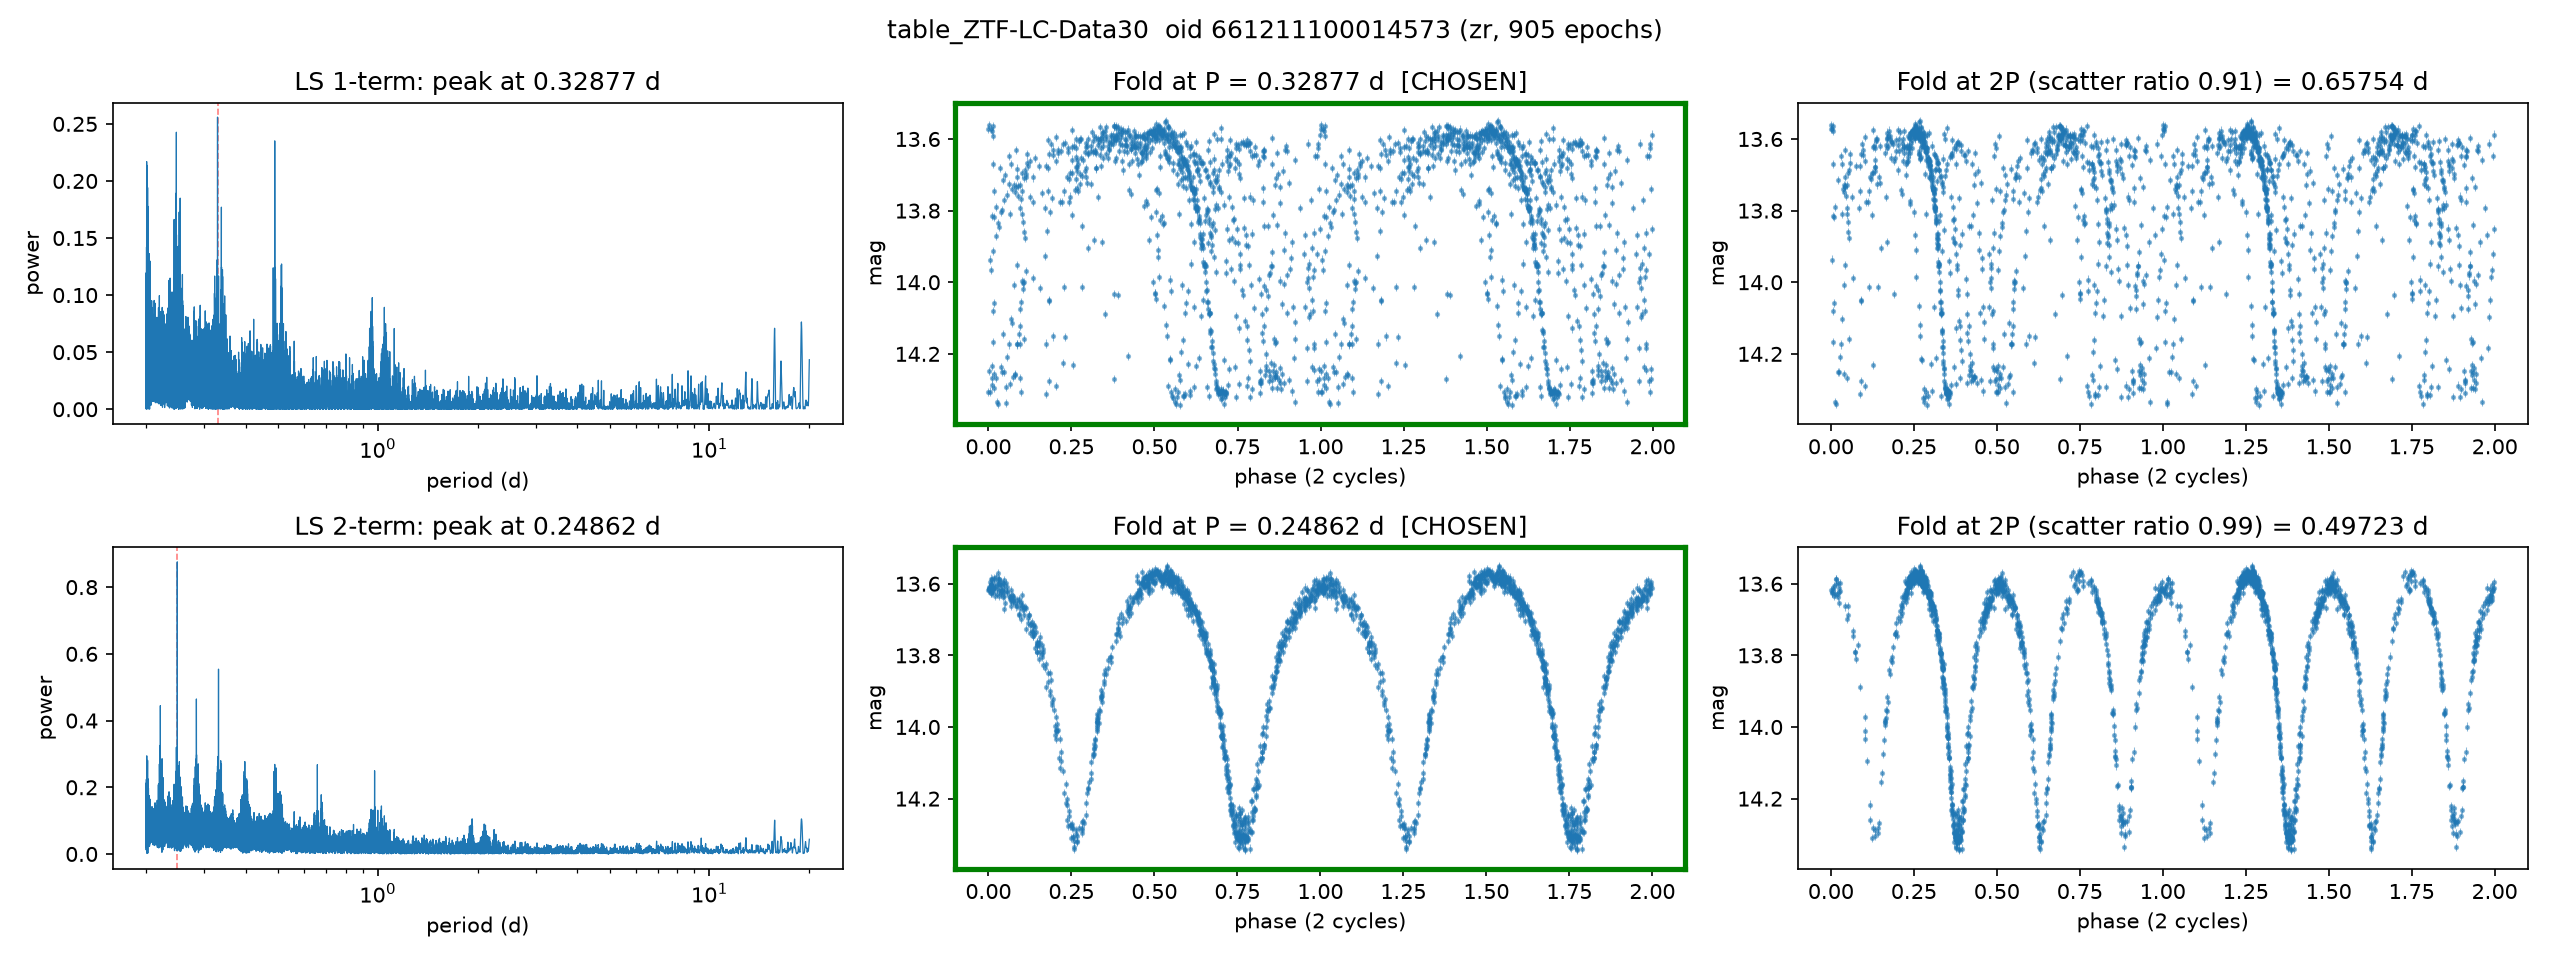 table_ZTF-LC-Data30  oid 661211100014573 (zr, 905 epochs)
LS 1-term: peak at 0.32877 d
power
0.25
0.20
0.15
0.10
0.05
0.00
10⁰ 10¹
period (d)
Fold at P = 0.32877 d  [CHOSEN]
mag
13.6
13.8
14.0
14.2
0.00 0.25 0.50 0.75 1.00 1.25 1.50 1.75 2.00
phase (2 cycles)
Fold at 2P (scatter ratio 0.91) = 0.65754 d
mag
13.6
13.8
14.0
14.2
0.00 0.25 0.50 0.75 1.00 1.25 1.50 1.75 2.00
phase (2 cycles)
LS 2-term: peak at 0.24862 d
power
0.8
0.6
0.4
0.2
0.0
10⁰ 10¹
period (d)
Fold at P = 0.24862 d  [CHOSEN]
mag
13.6
13.8
14.0
14.2
0.00 0.25 0.50 0.75 1.00 1.25 1.50 1.75 2.00
phase (2 cycles)
Fold at 2P (scatter ratio 0.99) = 0.49723 d
mag
13.6
13.8
14.0
14.2
0.00 0.25 0.50 0.75 1.00 1.25 1.50 1.75 2.00
phase (2 cycles)